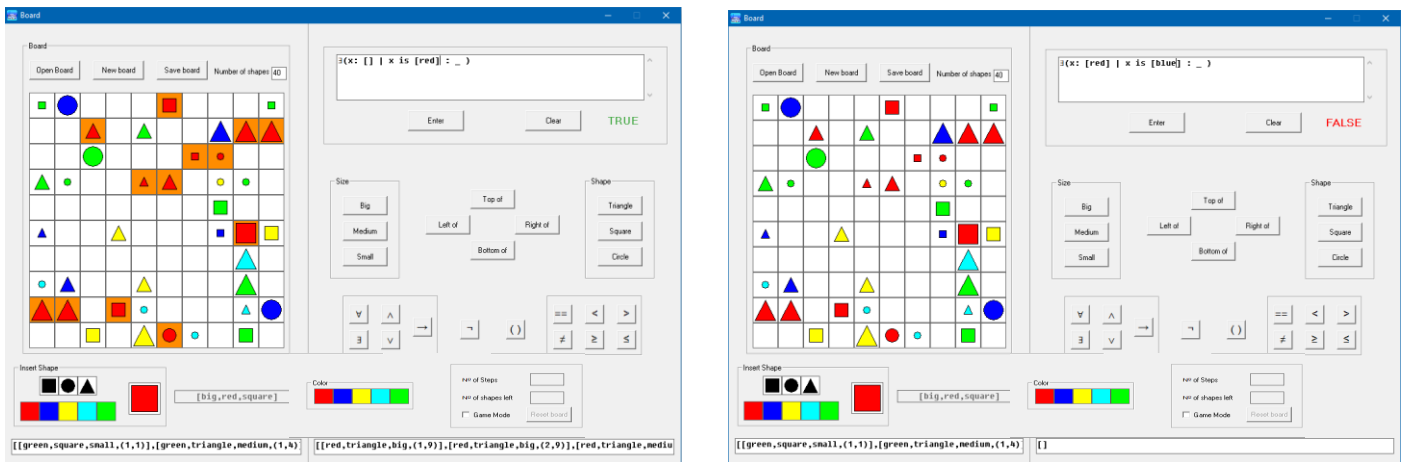 Board
Board
Open Board
New board
Save board
Number of shapes
40
∃(x: [] | x is [red] : _ )
Enter
Clear
TRUE
Size
Big
Medium
Small
Top of
Left of
Right of
Bottom of
Shape
Triangle
Square
Circle
∀
∧
→
¬
()
==
<
>
∃
∨
≠
≥
≤
Insert Shape
[big,red,square]
Color
Nº of Steps
Nº of shapes left
Game Mode
Reset board
[[green,square,small,(1,1)],[green,triangle,medium,(1,4)
[[red,triangle,big,(1,9)],[red,triangle,big,(2,9)],[red,triangle,mediu
Board
Board
Open Board
New board
Save board
Number of shapes
40
∃(x: [red] | x is [blue] : _ )
Enter
Clear
FALSE
Size
Big
Medium
Small
Top of
Left of
Right of
Bottom of
Shape
Triangle
Square
Circle
∀
∧
→
¬
()
==
<
>
∃
∨
≠
≥
≤
Insert Shape
[big,red,square]
Color
Nº of Steps
Nº of shapes left
Game Mode
Reset board
[[green,square,small,(1,1)],[green,triangle,medium,(1,4)
[]